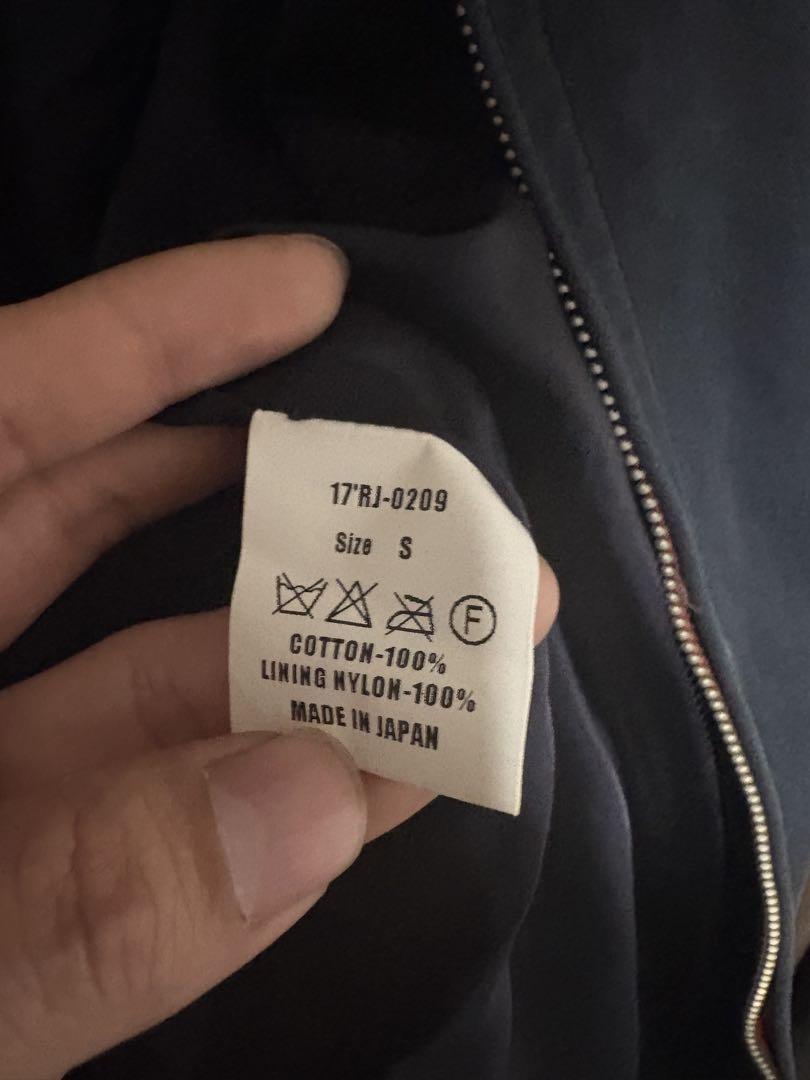 17'RJ-0209
Size S
F
COTTON-100%
LINING NYLON-100%
MADE IN JAPAN